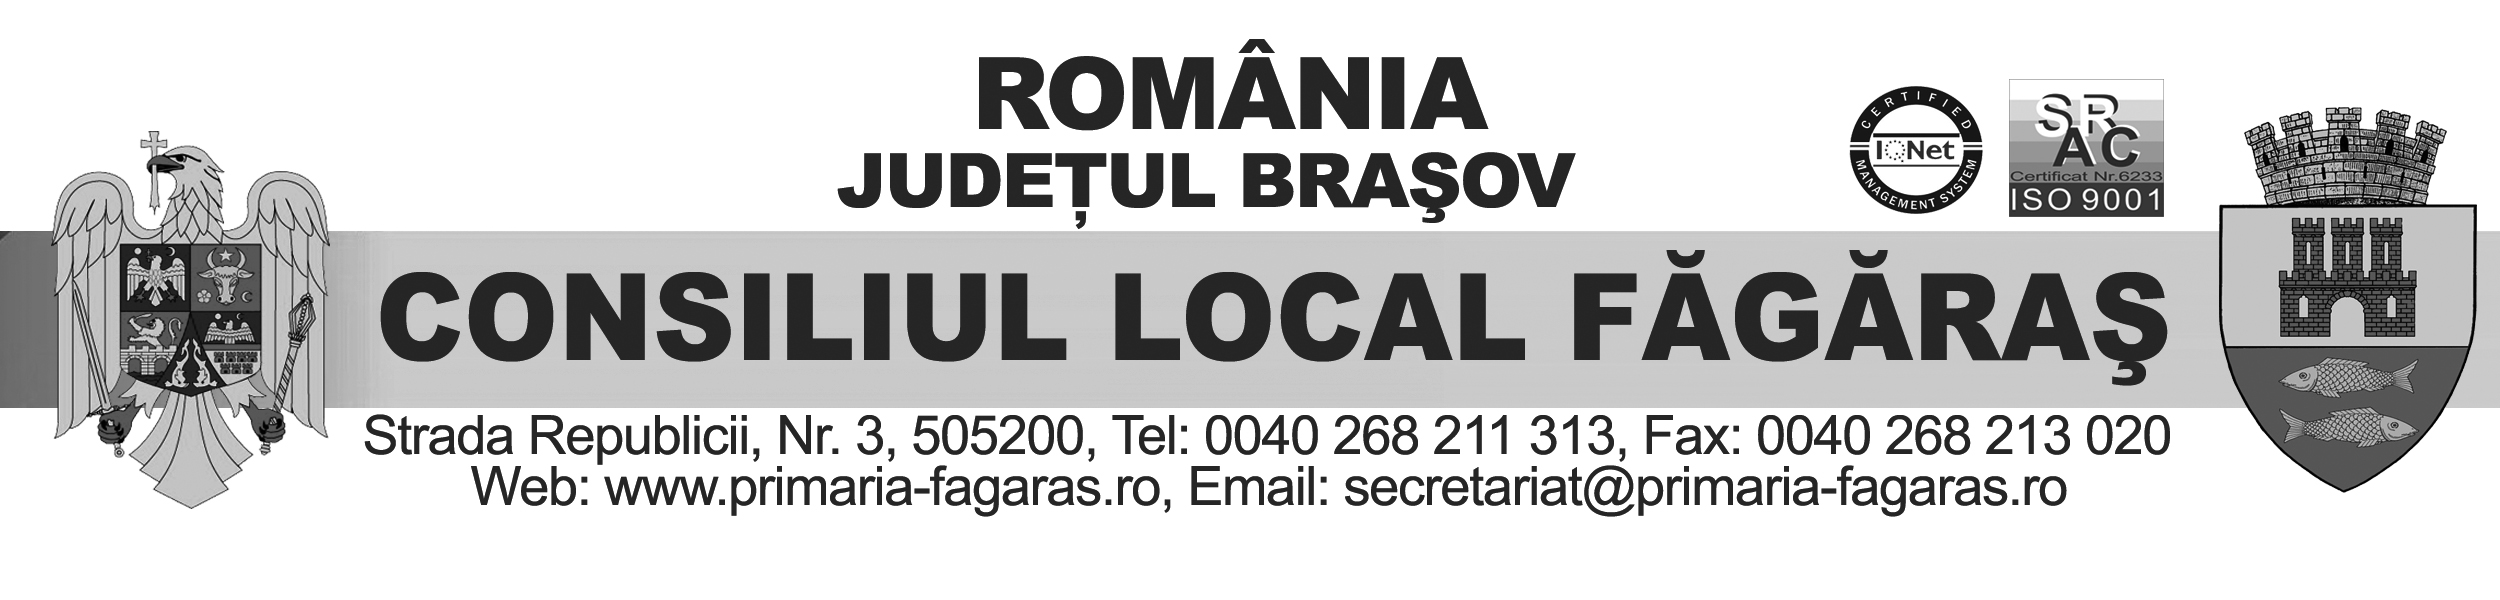 ROMÂNIA
JUDEȚUL BRAŞOV
CERTIFIED
IQNet
MANAGEMENT SYSTEM
SRAC
Certificat Nr.6233
ISO 9001
CONSILIUL LOCAL FĂGĂRAŞ
Strada Republicii, Nr. 3, 505200, Tel: 0040 268 211 313, Fax: 0040 268 213 020
Web: www.primaria-fagaras.ro, Email: secretariat@primaria-fagaras.ro